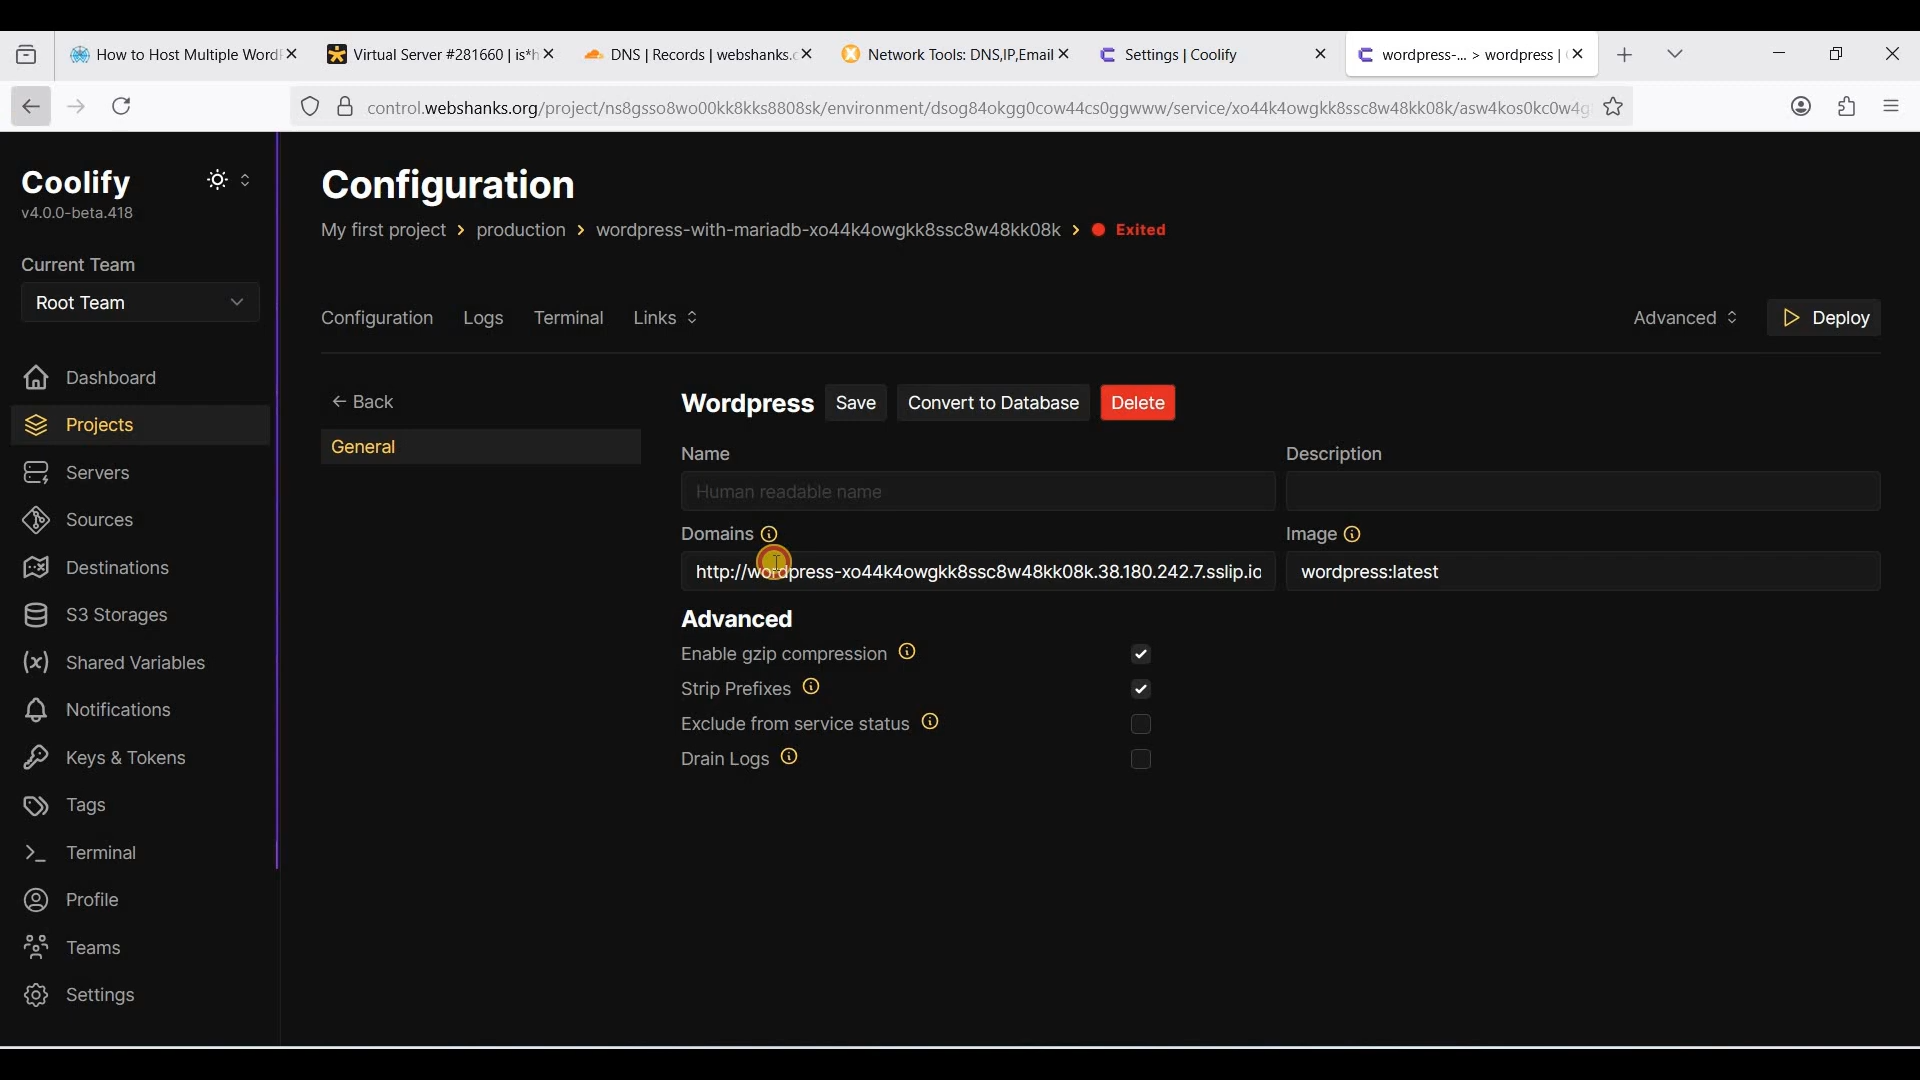 How to Host Multiple Word
Virtual Server #281660 | is*h
DNS | Records | webshanks.c
Network Tools: DNS,IP,Email
Settings | Coolify
wordpress-... > wordpress |
control.webshanks.org/project/ns8gsso8wo00kk8kks8808sk/environment/dsog84okgg0cow44cs0ggwww/service/xo44k4owgkk8ssc8w48kk08k/asw4kos0kc0w4g
Coolify
v4.0.0-beta.418
Current Team
Root Team
Dashboard
Projects
Servers
Sources
Destinations
S3 Storages
Shared Variables
Notifications
Keys & Tokens
Tags
Terminal
Profile
Teams
Settings
Configuration
My first project > production > wordpress-with-mariadb-xo44k4owgkk8ssc8w48kk08k > Exited
Configuration
Logs
Terminal
Links
Advanced
Deploy
← Back
General
Wordpress
Save
Convert to Database
Delete
Name
Description
Human readable name
Domains
Image
http://wordpress-xo44k4owgkk8ssc8w48kk08k.38.180.242.7.sslip.io
wordpress:latest
Advanced
Enable gzip compression
Strip Prefixes
Exclude from service status
Drain Logs